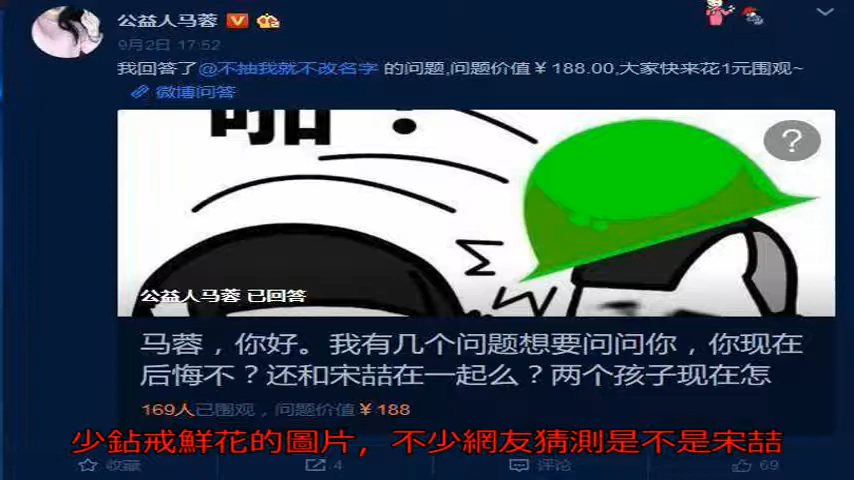 公益人马蓉
9月2日 17:52
我回答了@不抽我就不改名字 的问题,问题价值￥188.00,大家快来花1元围观~
微博问答
啪！
?
公益人马蓉 已回答
马蓉，你好。我有几个问题想要问问你，你现在
后悔不？还和宋喆在一起么？两个孩子现在怎
169人已围观，问题价值￥188
少鉆戒鮮花的圖片，不少網友猜測是不是宋喆
收藏 4 评论 69